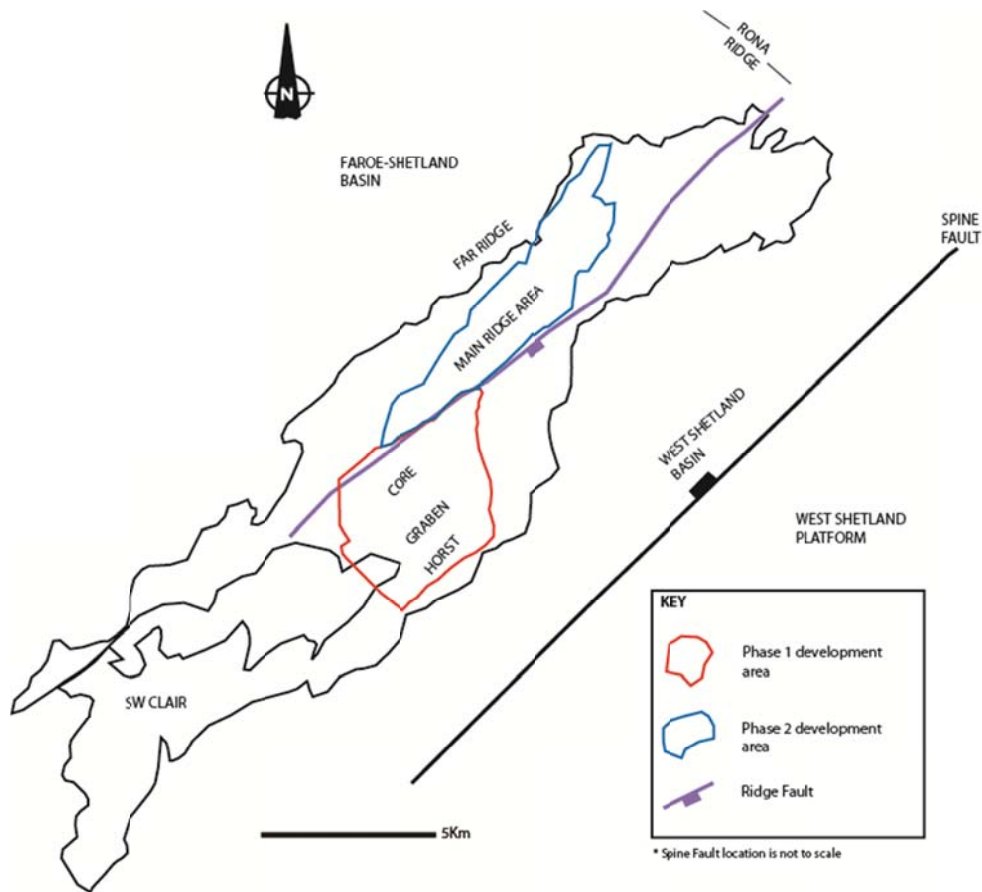 RONA
RIDGE
N
FAROE-SHETLAND
BASIN
SPINE
FAULT
FAR RIDGE
MAIN RIDGE AREA
WEST SHETLAND
BASIN
CORE
GRABEN
HORST
WEST SHETLAND
PLATFORM
SW CLAIR
KEY
Phase 1 development
area
Phase 2 development
area
Ridge Fault
5Km
* Spine Fault location is not to scale